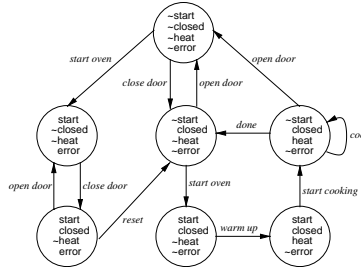 ~start
~closed
~heat
~error
start oven
close door
open door
open door
start
~closed
~heat
error
~start
closed
~heat
~error
done
~start
closed
heat
~error
open door
close door
reset
start oven
start cooking
start
closed
~heat
error
start
closed
~heat
~error
warm up
start
closed
heat
~error